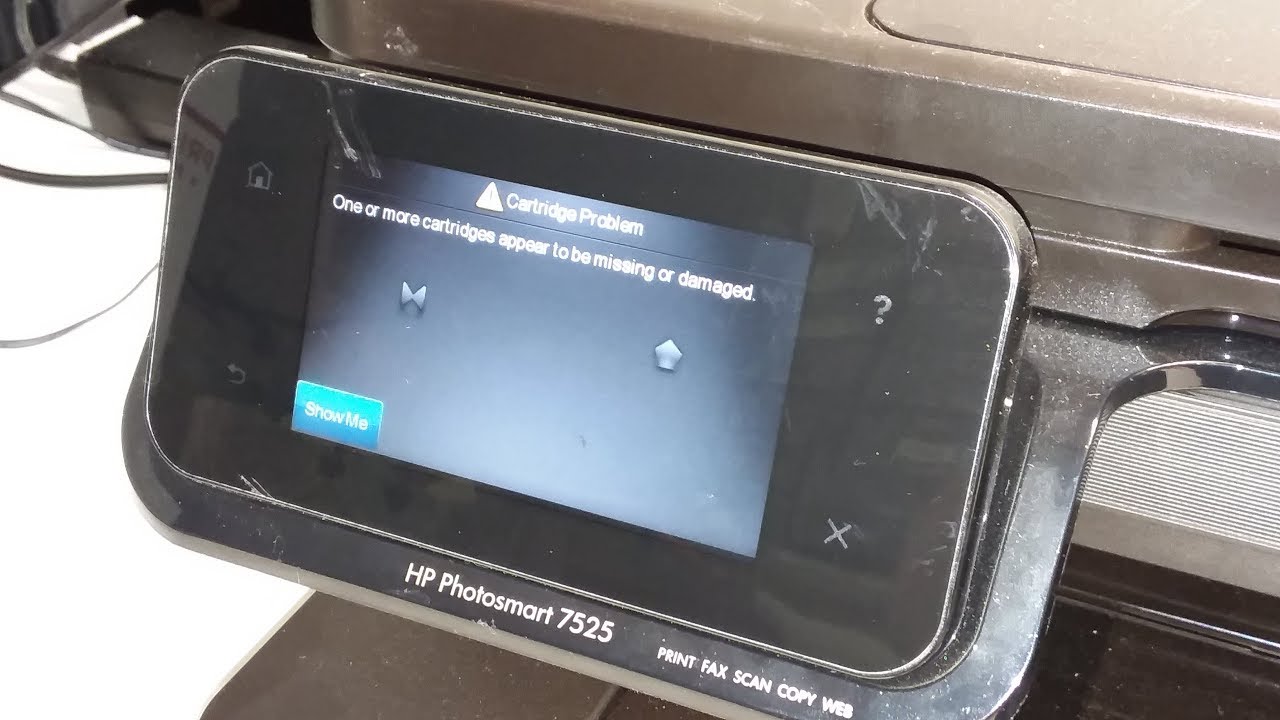 Cartridge Problem
One or more cartridges appear to be missing or damaged.
?
Show Me
HP Photosmart 7525
PRINT FAX SCAN COPY WEB